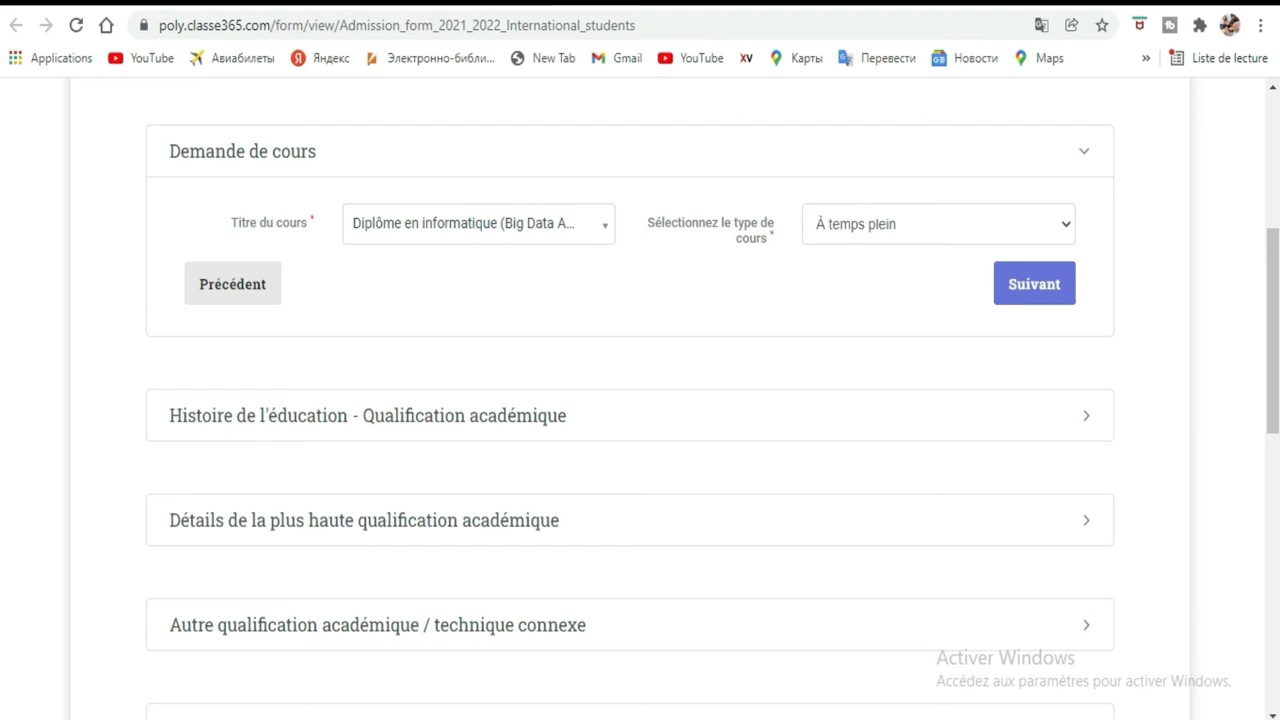 poly.classe365.com/form/view/Admission_form_2021_2022_International_students
Applications YouTube Авиабилеты Яндекс Электронно-библи... New Tab Gmail YouTube XV Карты Перевести Новости Maps » Liste de lecture
Demande de cours
Titre du cours * Diplôme en informatique (Big Data A... Sélectionnez le type de À temps plein
cours *
Précédent Suivant
Histoire de l'éducation - Qualification académique
Détails de la plus haute qualification académique
Autre qualification académique / technique connexe
Activer Windows
Accédez aux paramètres pour activer Windows.